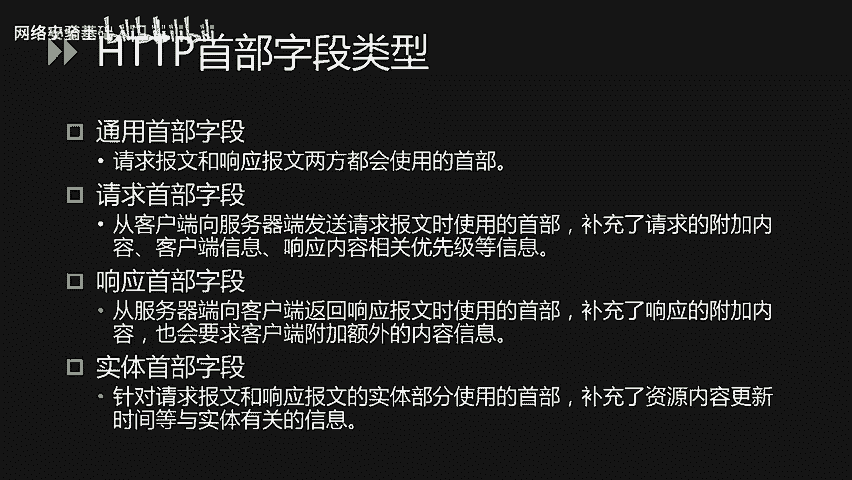 网络安全基础
HTTP首部字段类型
通用首部字段
• 请求报文和响应报文两方都会使用的首部。
请求首部字段
• 从客户端向服务器端发送请求报文时使用的首部，补充了请求的附加内
容、客户端信息、响应内容相关优先级等信息。
响应首部字段
• 从服务器端向客户端返回响应报文时使用的首部，补充了响应的附加内
容，也会要求客户端附加额外的内容信息。
实体首部字段
• 针对请求报文和响应报文的实体部分使用的首部，补充了资源内容更新
时间等与实体有关的信息。